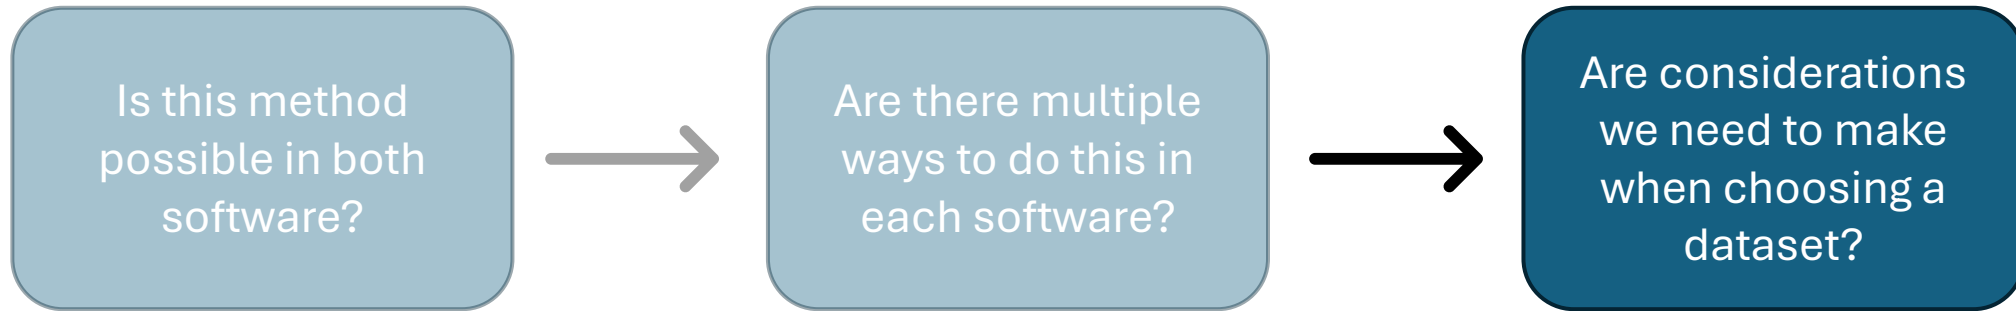 Is this method
possible in both
software?
Are there multiple
ways to do this in
each software?
Are considerations
we need to make
when choosing a
dataset?